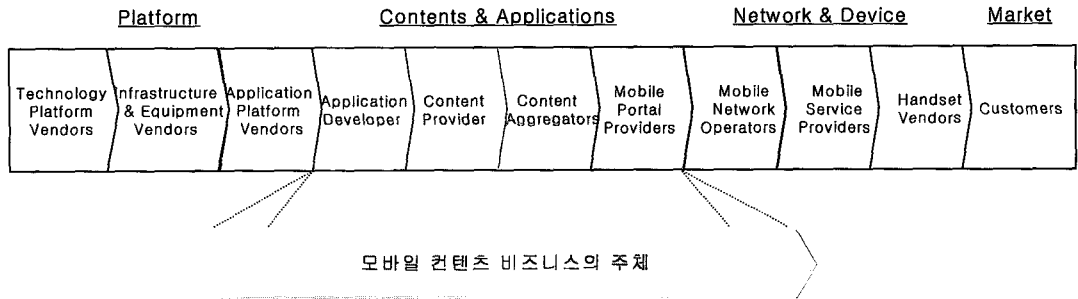 Platform
Contents & Applications
Network & Device
Market
Technology
Platform
Vendors
Infrastructure
& Equipment
Vendors
Application
Platform
Vendors
Application
Developer
Content
Provider
Content
Aggregators
Mobile
Portal
Providers
Mobile
Network
Operators
Mobile
Service
Providers
Handset
Vendors
Customers
모바일 컨텐츠 비즈니스의 주체